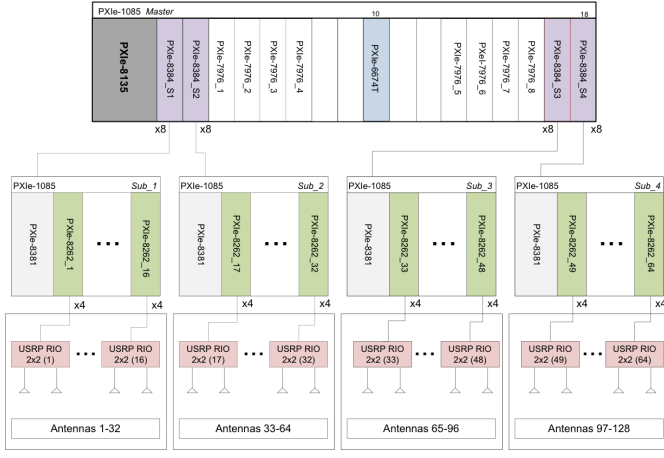 PXIe-1085 Master
10
18
PXIe-8135
PXIe-8384_S1
PXIe-8384_S2
PXIe-7976_1
PXIe-7976_2
PXIe-7976_3
PXIe-7976_4
PXIe-6674T
PXIe-7976_5
PXeI-7976_6
PXIe-7976_7
PXIe-7976_8
PXIe-8384_S3
PXIe-8384_S4
x8
x8
x8
x8
PXIe-1085 Sub_1
PXIe-8381
PXIe-8262_1
...
PXIe-8262_16
x4
x4
PXIe-1085 Sub_2
PXIe-8381
PXIe-8262_17
...
PXIe-8262_32
x4
x4
PXIe-1085 Sub_3
PXIe-8381
PXIe-8262_33
...
PXIe-8262_48
x4
x4
PXIe-1085 Sub_4
PXIe-8381
PXIe-8262_49
...
PXIe-8262_64
x4
x4
USRP RIO
2x2 (1)
...
USRP RIO
2x2 (16)
Antennas 1-32
USRP RIO
2x2 (17)
...
USRP RIO
2x2 (32)
Antennas 33-64
USRP RIO
2x2 (33)
...
USRP RIO
2x2 (48)
Antennas 65-96
USRP RIO
2x2 (49)
...
USRP RIO
2x2 (64)
Antennas 97-128